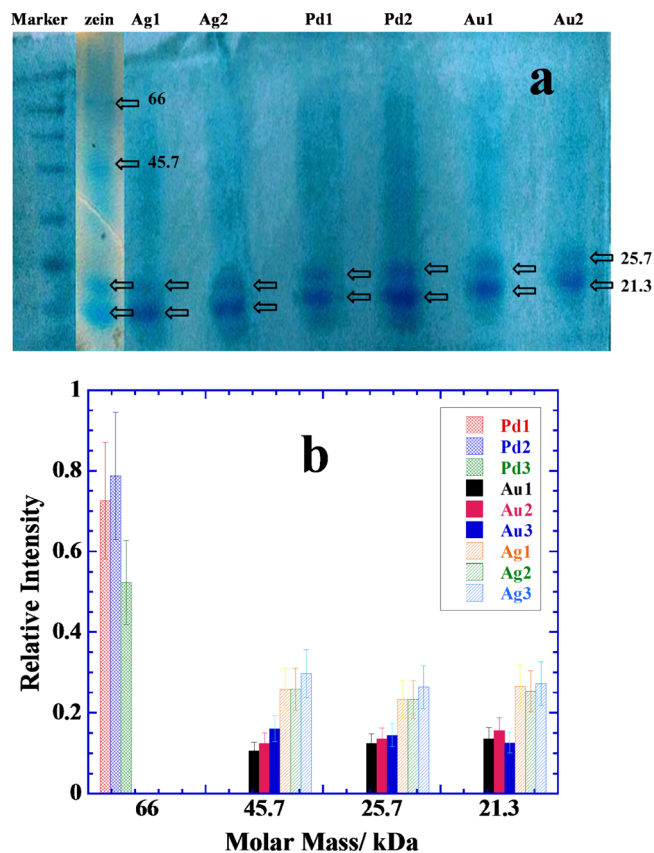 Marker zein Ag1 Ag2 Pd1 Pd2 Au1 Au2
a
66
45.7
25.7
21.3
b
1
0.8
0.6
0.4
0.2
0
Relative Intensity
Pd1
Pd2
Pd3
Au1
Au2
Au3
Ag1
Ag2
Ag3
66 45.7 25.7 21.3
Molar Mass/ kDa